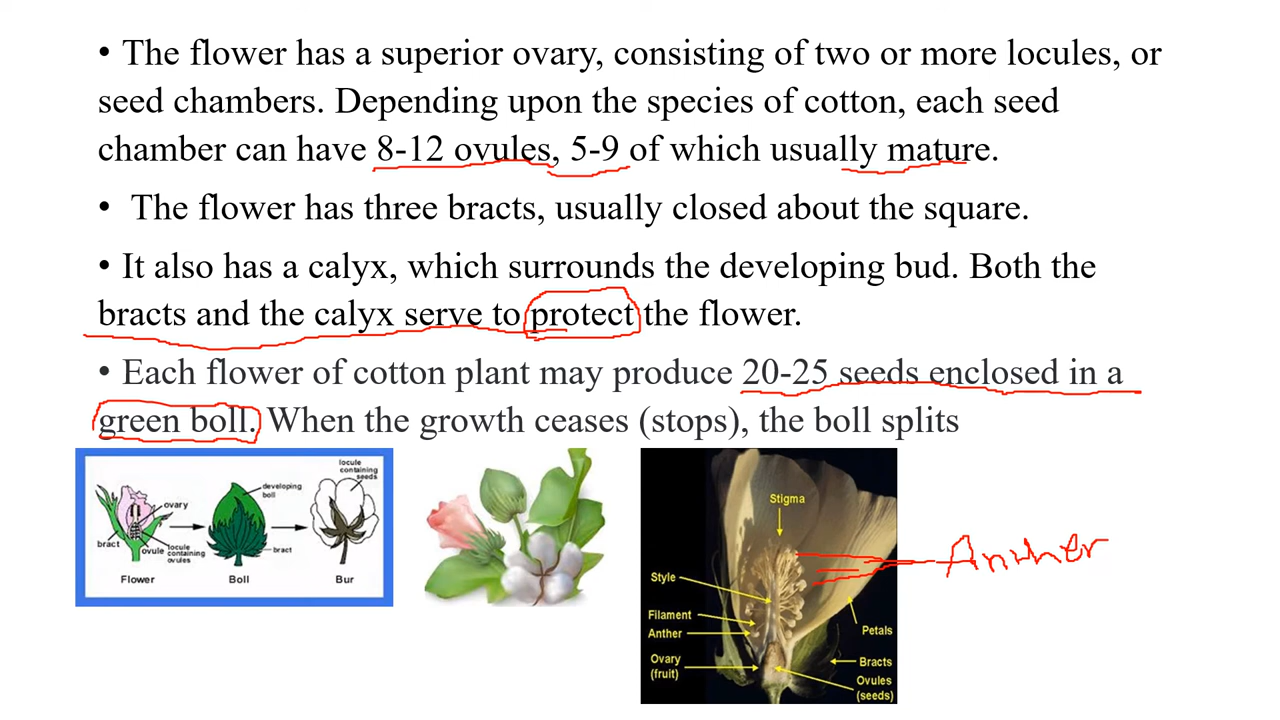 • The flower has a superior ovary, consisting of two or more locules, or
seed chambers. Depending upon the species of cotton, each seed
chamber can have 8-12 ovules, 5-9 of which usually mature.
• The flower has three bracts, usually closed about the square.
• It also has a calyx, which surrounds the developing bud. Both the
bracts and the calyx serve to protect the flower.
• Each flower of cotton plant may produce 20-25 seeds enclosed in a
green boll. When the growth ceases (stops), the boll splits
locule
containing
seeds
developing
boll
ovary
bract
ovule
locule
containing
ovules
bract
Flower
Boll
Bur
Stigma
Style
Filament
Anther
Ovary
(fruit)
Petals
Bracts
Ovules
(seeds)
Anther